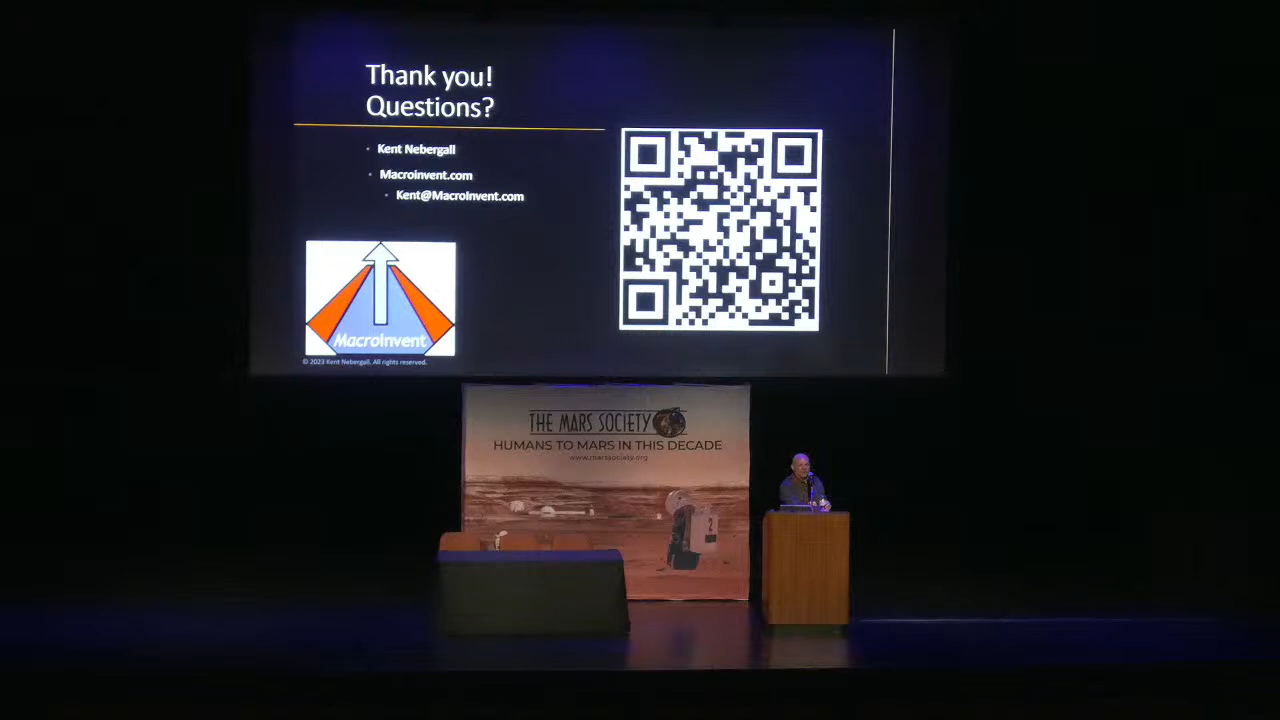 Thank you!
Questions?
Kent Nebergall
Macroinvent.com
Kent@MacroInvent.com
MacroInvent
© 2023 Kent Nebergall. All rights reserved.
THE MARS SOCIETY
HUMANS TO MARS IN THIS DECADE
www.marssociety.org
2